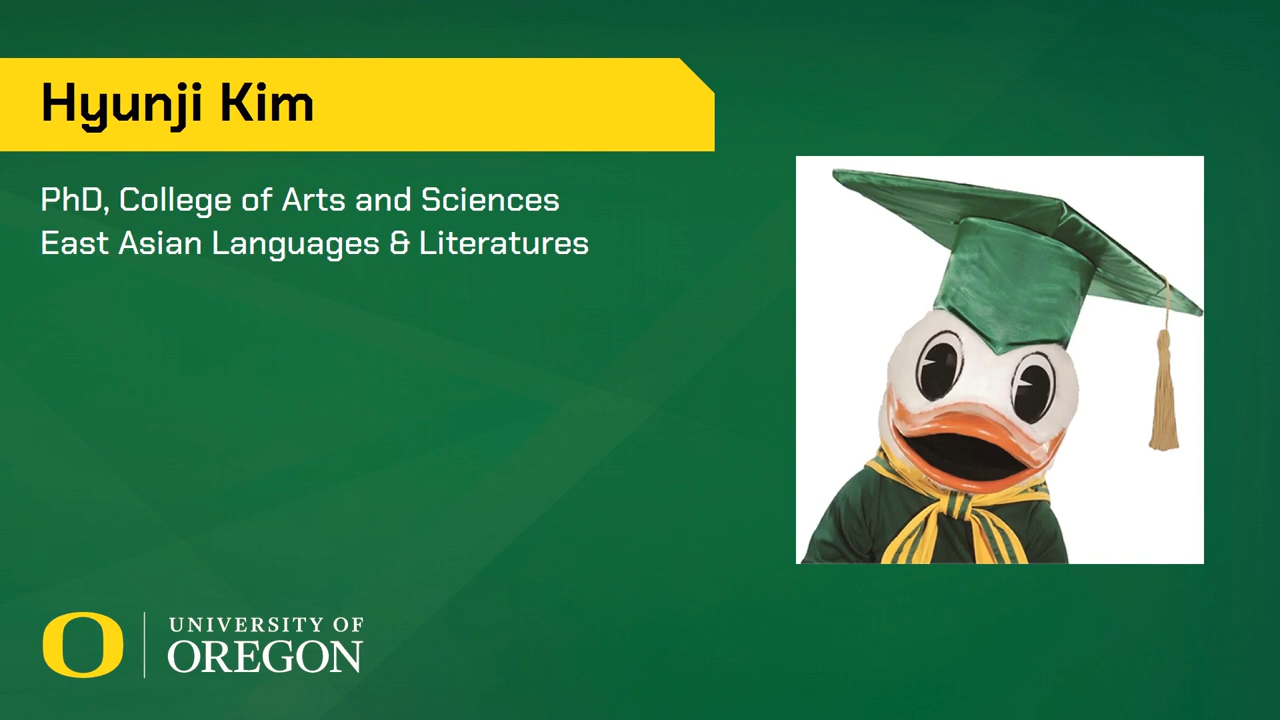 Hyunji Kim
PhD, College of Arts and Sciences
East Asian Languages & Literatures
O
UNIVERSITY OF
OREGON